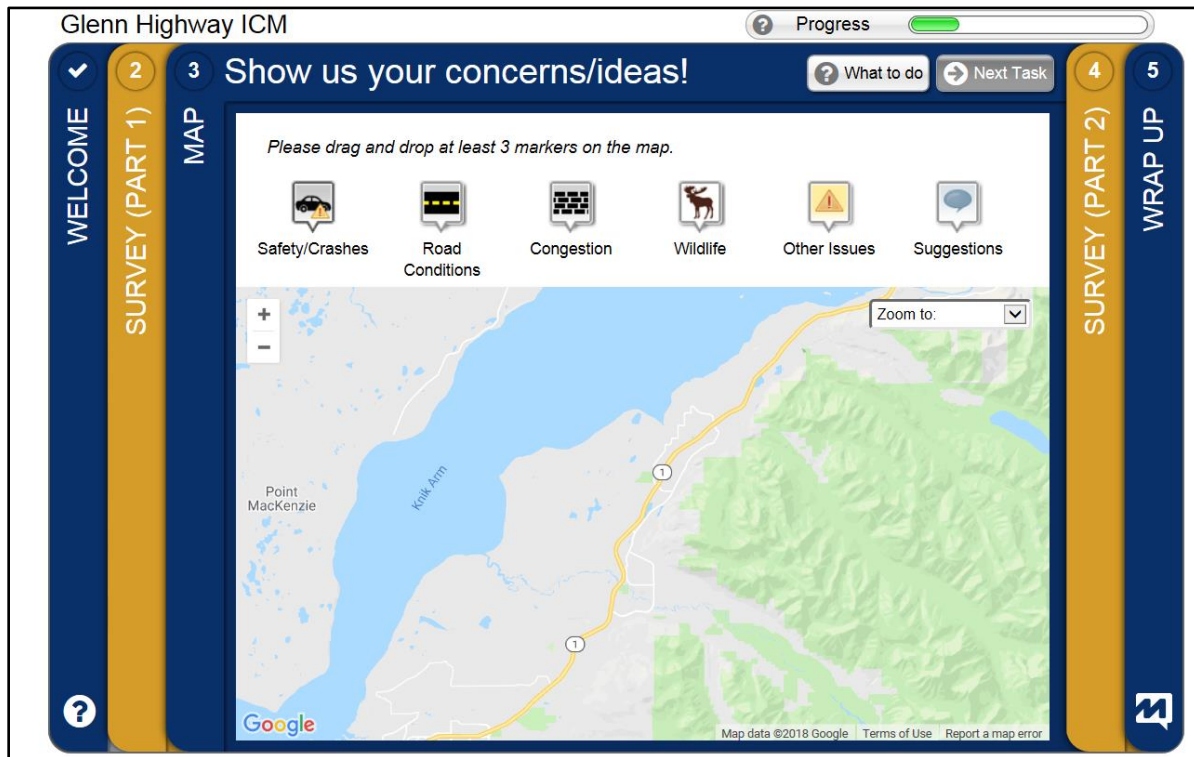 Glenn Highway ICM
? Progress
WELCOME
?
2
SURVEY (PART 1)
3
MAP
Show us your concerns/ideas!
? What to do
Next Task
Please drag and drop at least 3 markers on the map.
Safety/Crashes
Road
Conditions
Congestion
Wildlife
Other Issues
Suggestions
+
−
Zoom to:
Point
MacKenzie
Knik Arm
1
1
Google
Map data ©2018 Google
Terms of Use
Report a map error
4
SURVEY (PART 2)
5
WRAP UP